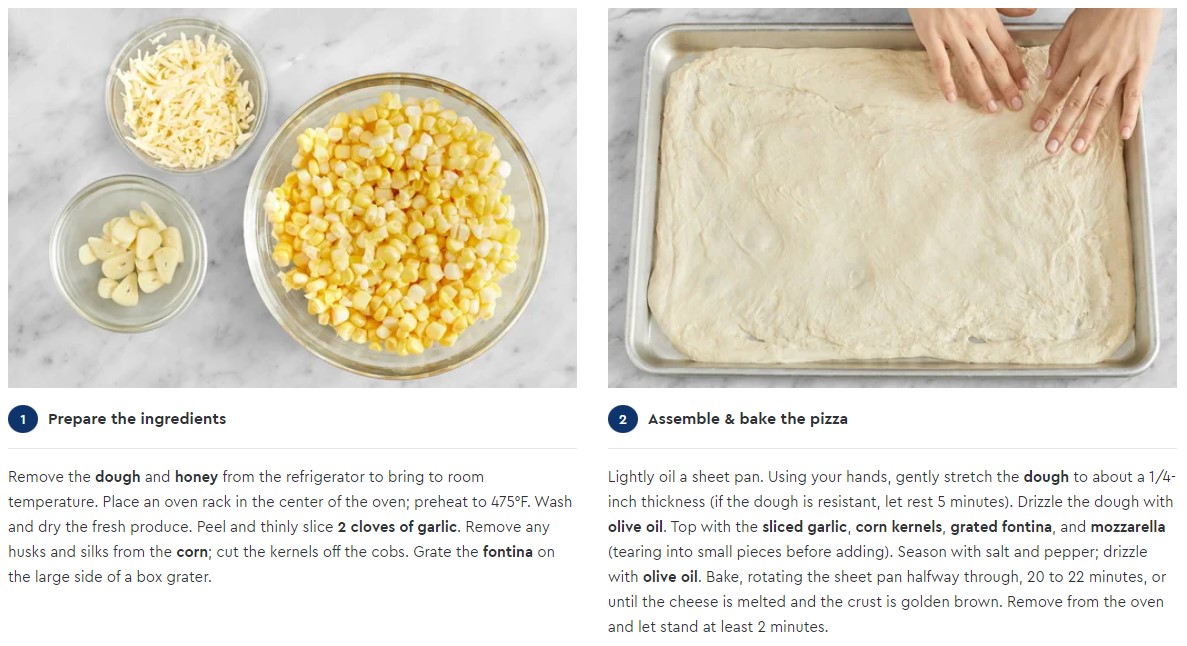 1 Prepare the ingredients
Remove the dough and honey from the refrigerator to bring to room
temperature. Place an oven rack in the center of the oven; preheat to 475°F. Wash
and dry the fresh produce. Peel and thinly slice 2 cloves of garlic. Remove any
husks and silks from the corn; cut the kernels off the cobs. Grate the fontina on
the large side of a box grater.
2 Assemble & bake the pizza
Lightly oil a sheet pan. Using your hands, gently stretch the dough to about a 1/4-
inch thickness (if the dough is resistant, let rest 5 minutes). Drizzle the dough with
olive oil. Top with the sliced garlic, corn kernels, grated fontina, and mozzarella
(tearing into small pieces before adding). Season with salt and pepper; drizzle
with olive oil. Bake, rotating the sheet pan halfway through, 20 to 22 minutes, or
until the cheese is melted and the crust is golden brown. Remove from the oven
and let stand at least 2 minutes.